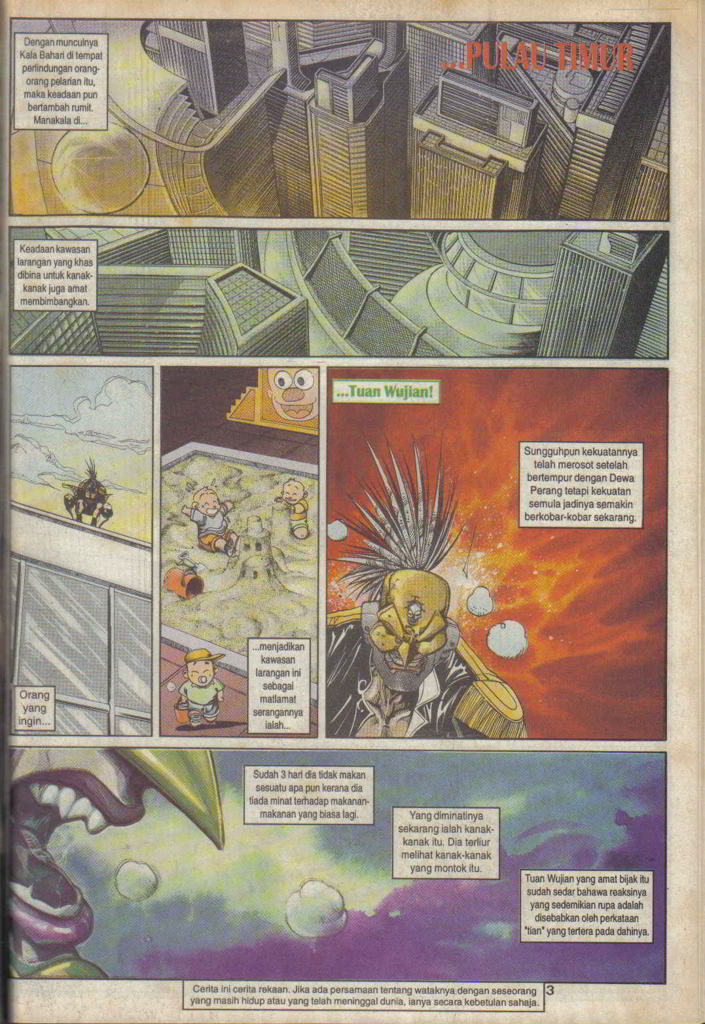 Dengan munculnya
Kala Bahari di tempat
perlindungan orang-
orang pelarian itu,
maka keadaan pun
bertambah rumit.
Manakala di...
...PULAU TIMUR
Keadaan kawasan
larangan yang khas
dibina untuk kanak-
kanak juga amat
membimbangkan.
Orang
yang
ingin...
...menjadikan
kawasan
larangan ini
sebagai
matlamat
serangannya
ialah...
...Tuan Wujian!
Sungguhpun kekuatannya
telah merosot setelah
bertempur dengan Dewa
Perang tetapi kekuatan
semula jadinya semakin
berkobar-kobar sekarang.
Sudah 3 hari dia tidak makan
sesuatu apa pun kerana dia
tiada minat terhadap makanan-
makanan yang biasa lagi.
Yang diminatinya
sekarang ialah kanak-
kanak itu. Dia terliur
melihat kanak-kanak
yang montok itu.
Tuan Wujian yang amat bijak itu
sudah sedar bahawa reaksinya
yang sedemikian rupa adalah
disebabkan oleh perkataan
"tian" yang tertera pada dahinya.
Cerita ini cerita rekaan. Jika ada persamaan tentang wataknya dengan seseorang
yang masih hidup atau yang telah meninggal dunia, ianya secara kebetulan sahaja.
3